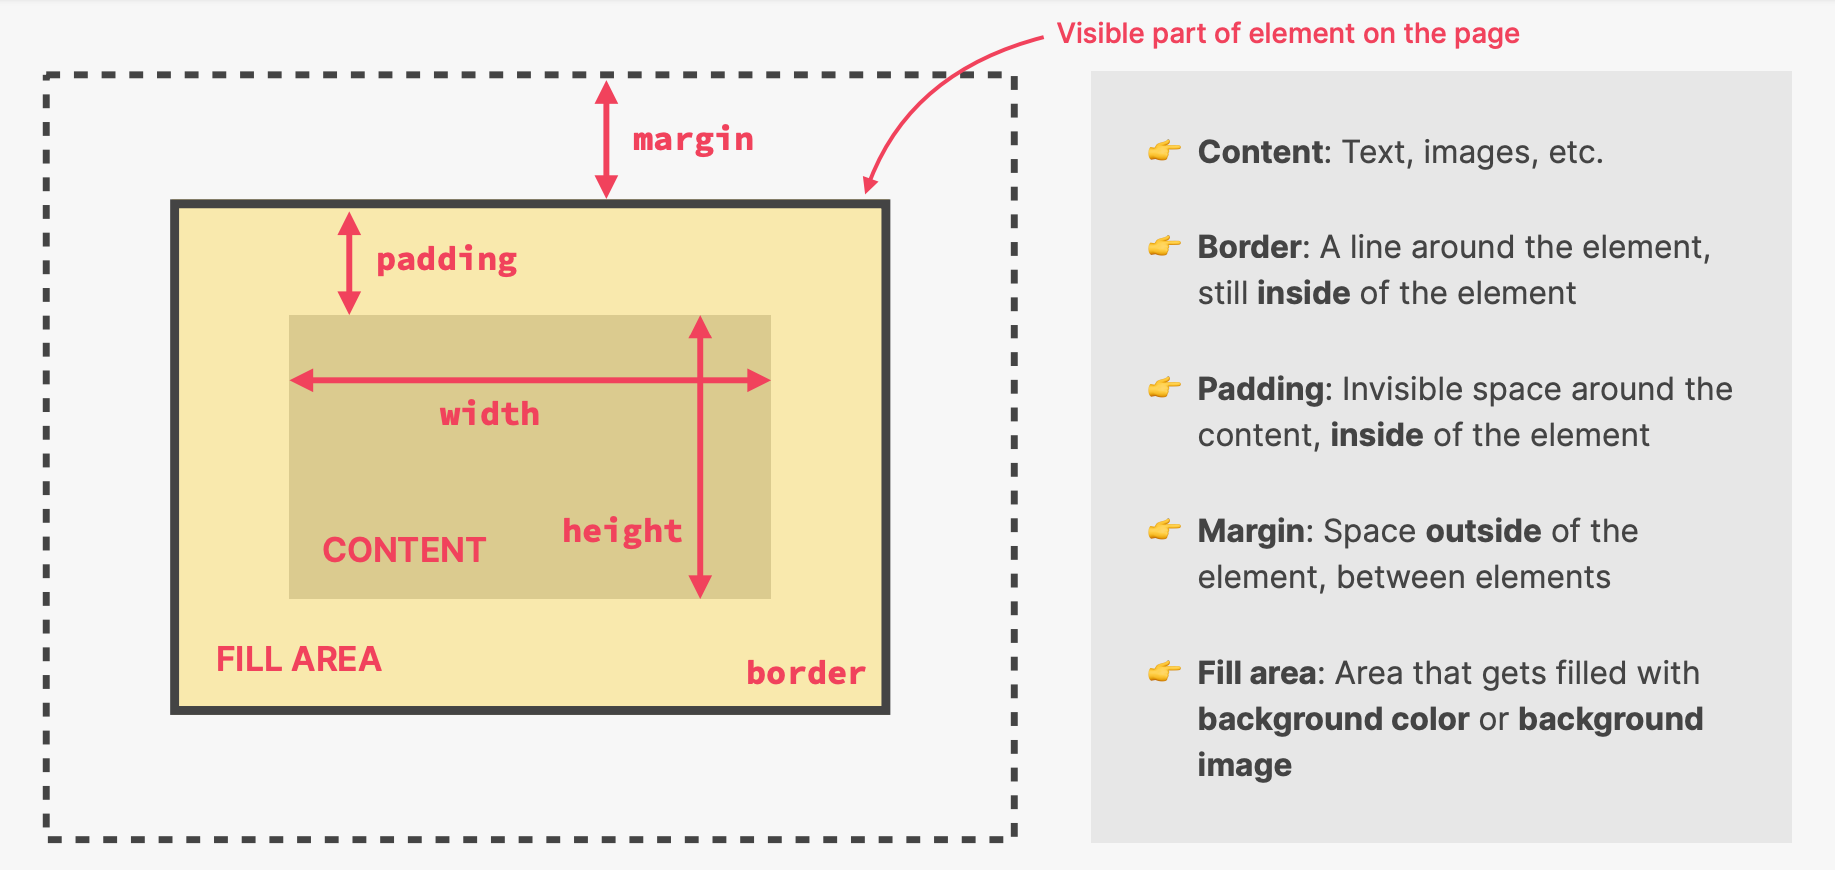 Visible part of element on the page
margin
padding
width
height
CONTENT
FILL AREA
border
👉 Content: Text, images, etc.
👉 Border: A line around the element,
still inside of the element
👉 Padding: Invisible space around the
content, inside of the element
👉 Margin: Space outside of the
element, between elements
👉 Fill area: Area that gets filled with
background color or background
image